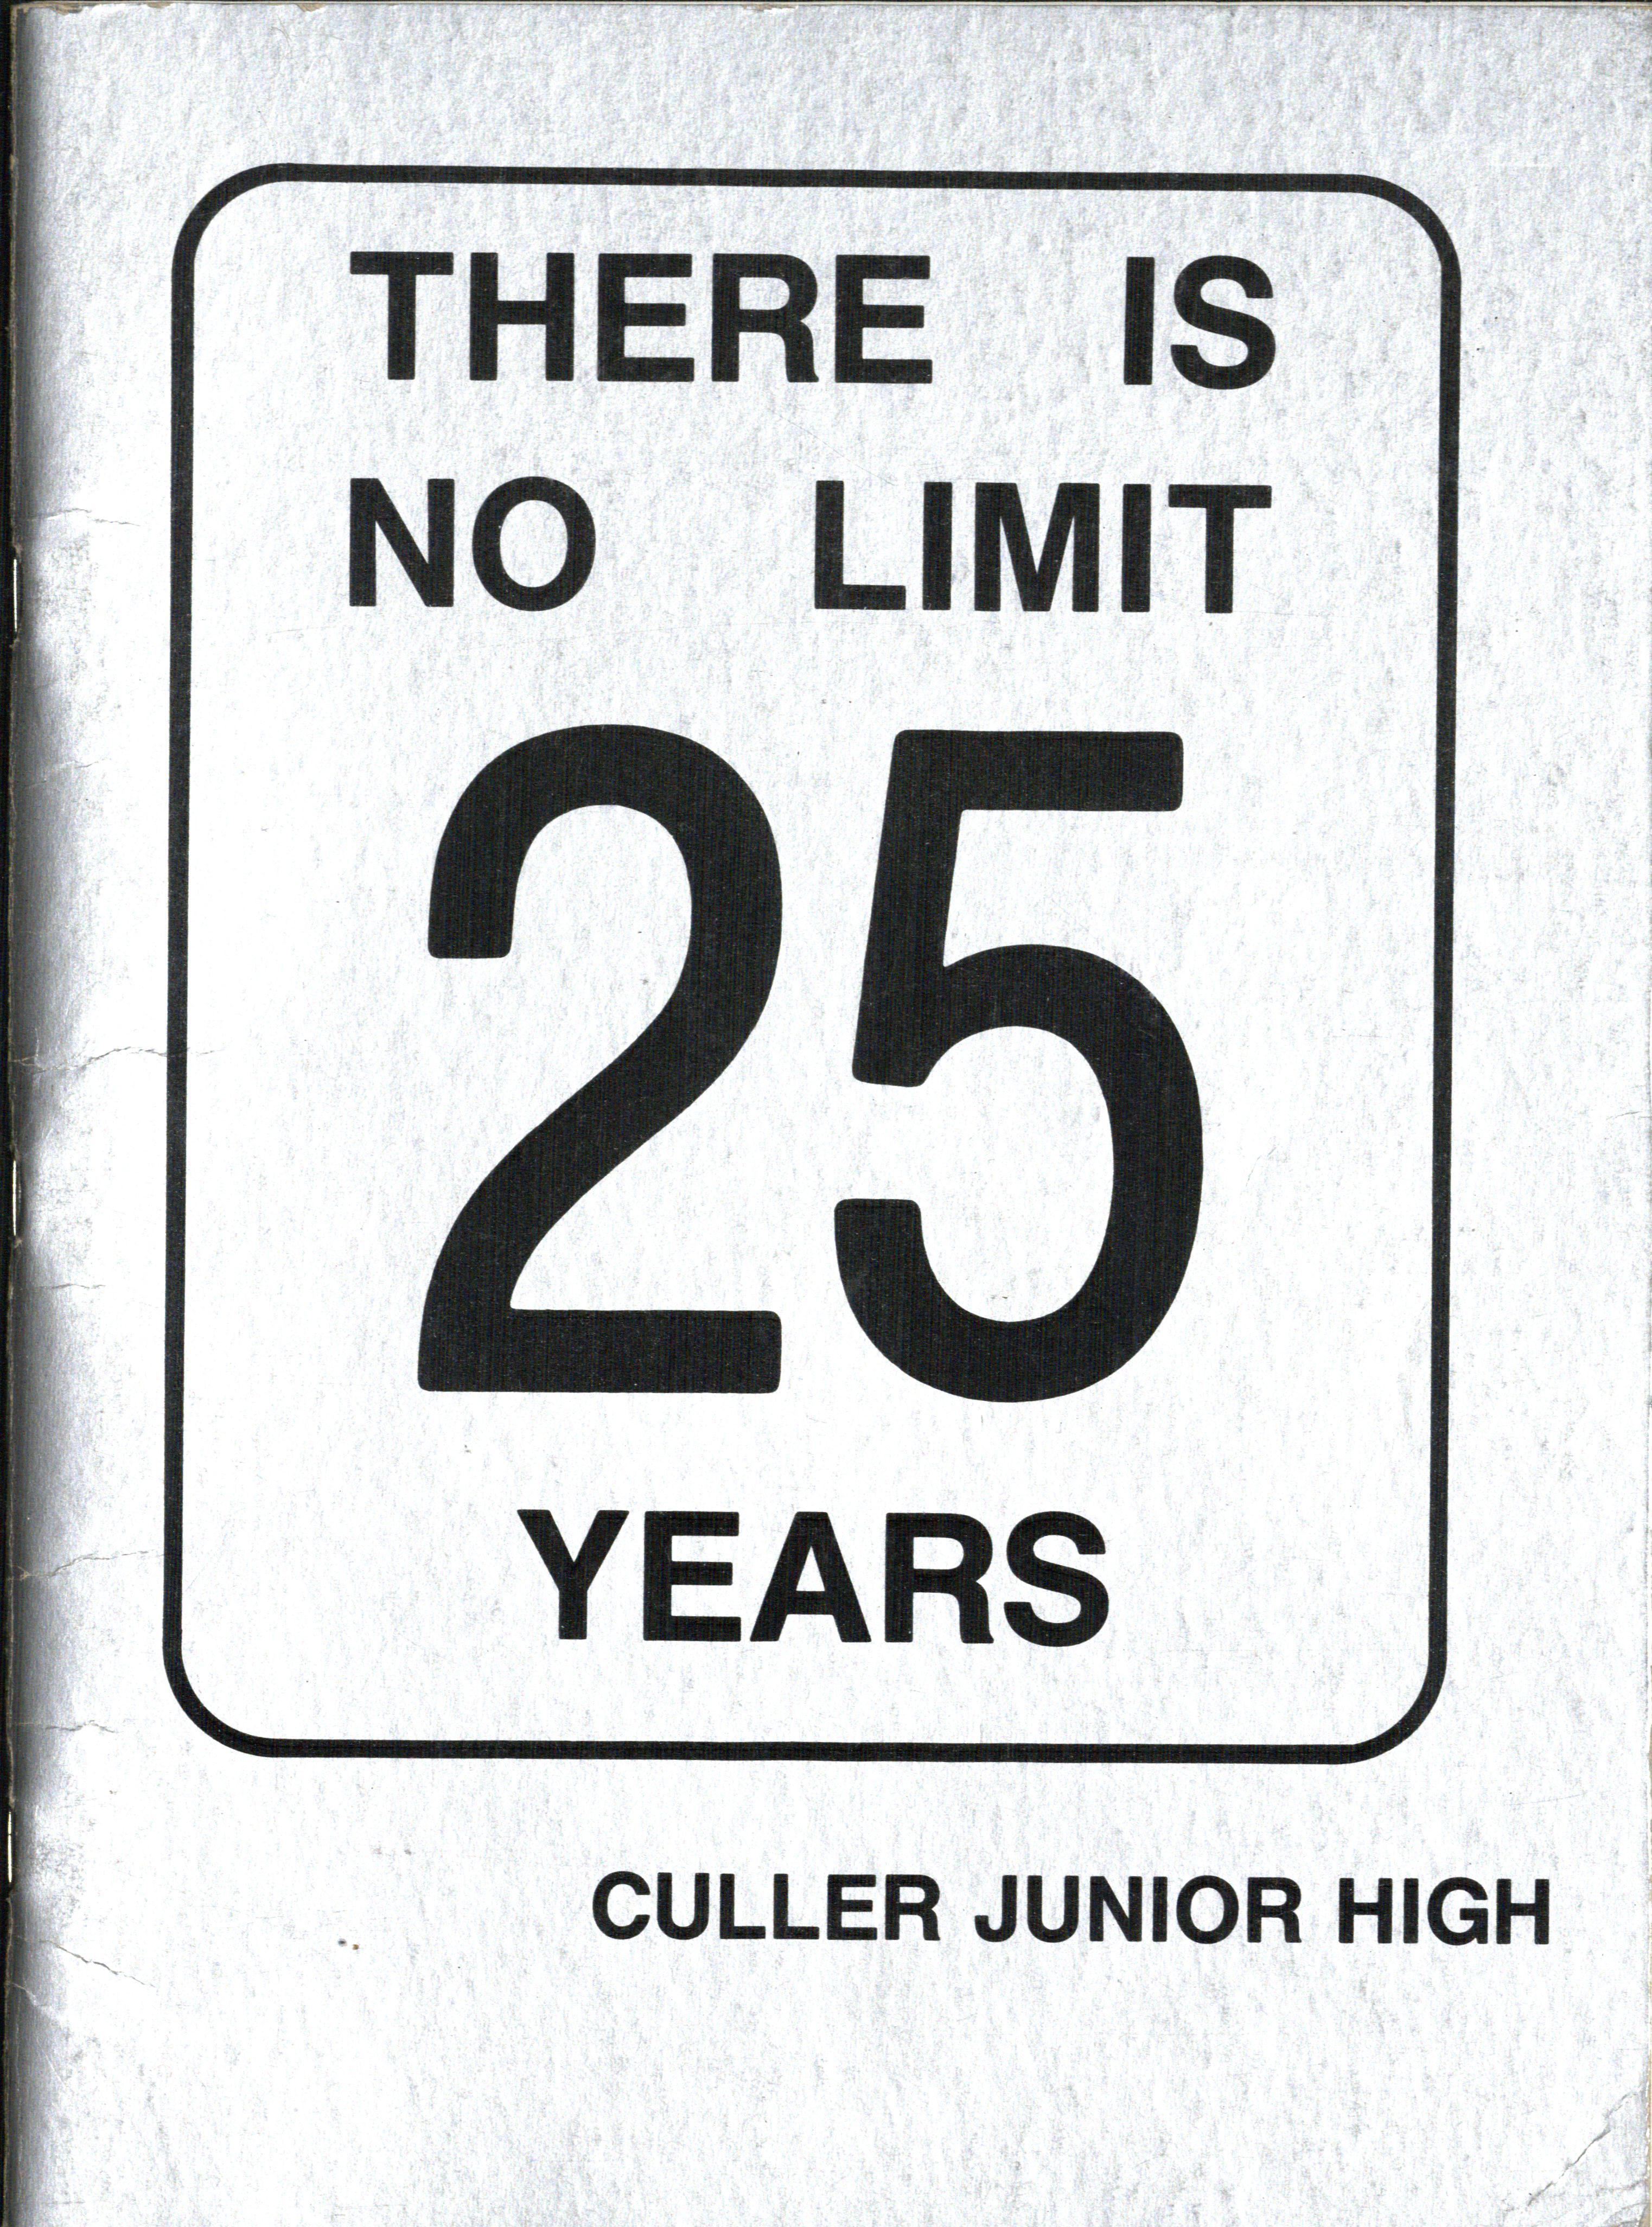 THERE IS
NO LIMIT
25
YEARS
CULLER JUNIOR HIGH